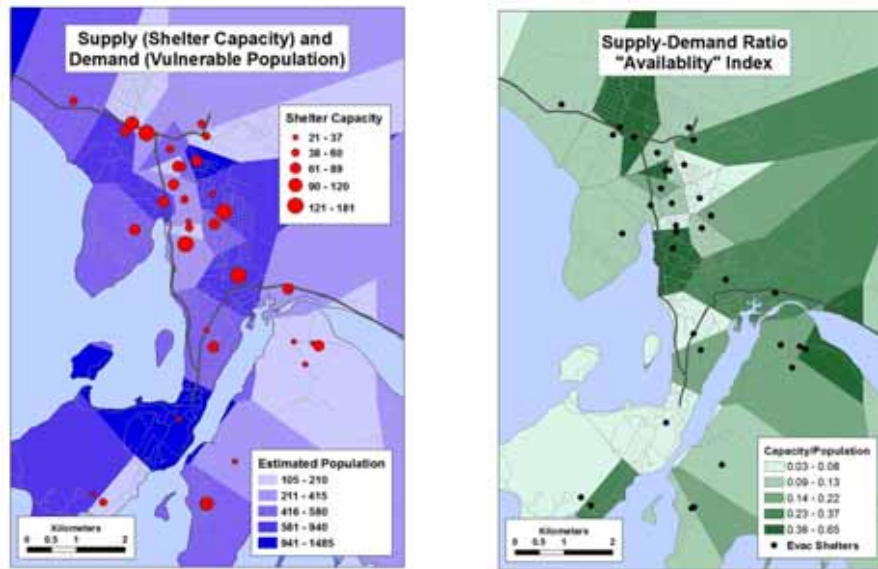 Supply (Shelter Capacity) and
Demand (Vulnerable Population)
Shelter Capacity
21 - 37
38 - 60
61 - 89
90 - 120
121 - 181
Estimated Population
105 - 210
211 - 415
416 - 580
581 - 940
941 - 1485
Kilometers
0 0.5 1 2
Supply-Demand Ratio
"Availablity" Index
Capacity/Population
0.03 - 0.08
0.09 - 0.13
0.14 - 0.22
0.23 - 0.37
0.38 - 0.65
Evac Shelters
Kilometers
0 0.5 1 2